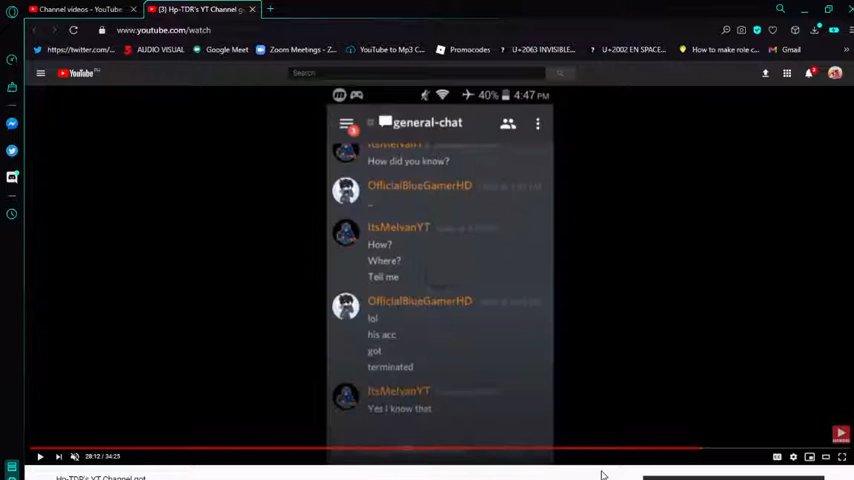 Channel videos - YouTube
(3) Hp-TDR's YT Channel g
www.youtube.com/watch
https://twitter.com/
AUDIO VISUAL
Google Meet
Zoom Meetings - Z
YouTube to Mp3 C
Promocodes
U+2063 INVISIBLE
U+2002 EN SPACE
How to make role c
Gmail
YouTube
Search
3
40% 4:47 PM
3
general-chat
ItsMelvanYT
How did you know?
OfficialBlueGamerHD
_
ItsMelvanYT
How?
Where?
Tell me
OfficialBlueGamerHD
lol
his acc
got
terminated
ItsMelvanYT
Yes i know that
28:12 / 34:25
Hp-TDR's YT Channel got